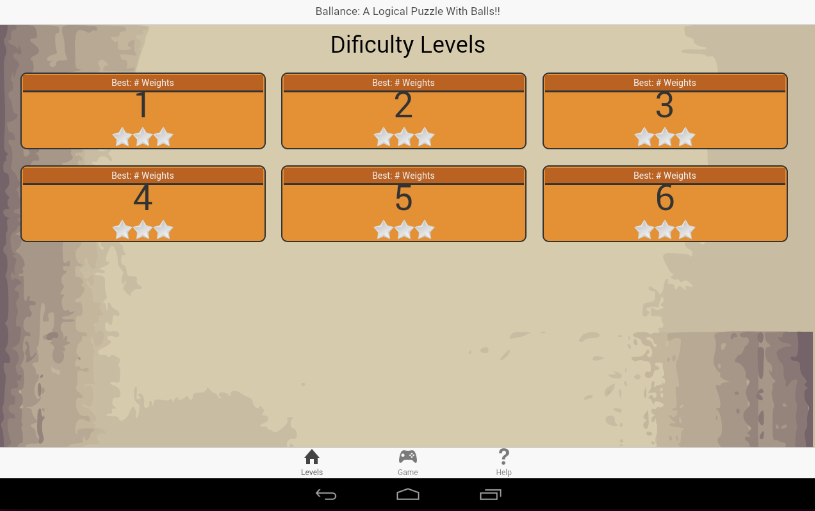 Ballance: A Logical Puzzle With Balls!!
Dificulty Levels
Best: # Weights
1
Best: # Weights
2
Best: # Weights
3
Best: # Weights
4
Best: # Weights
5
Best: # Weights
6
Levels
Game
Help